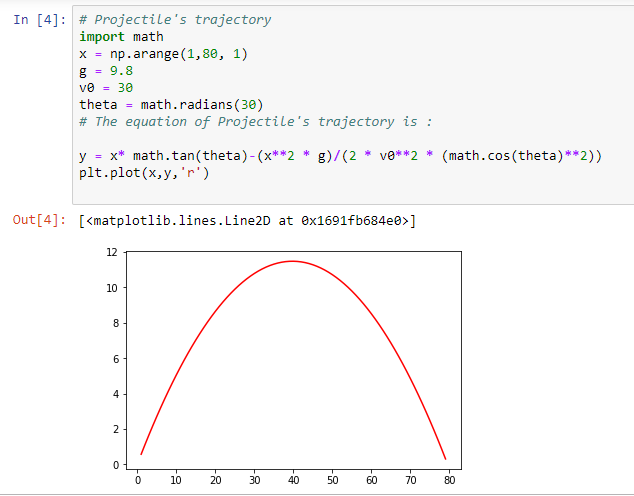 In [4]: # Projectile's trajectory
import math
x = np.arange(1,80, 1)
g = 9.8
v0 = 30
theta = math.radians(30)
# The equation of Projectile's trajectory is :
y = x* math.tan(theta)-(x**2 * g)/(2 * v0**2 * (math.cos(theta)**2))
plt.plot(x,y,'r')
Out[4]: [<matplotlib.lines.Line2D at 0x1691fb684e0>]
12
10
8
6
4
2
0
0 10 20 30 40 50 60 70 80